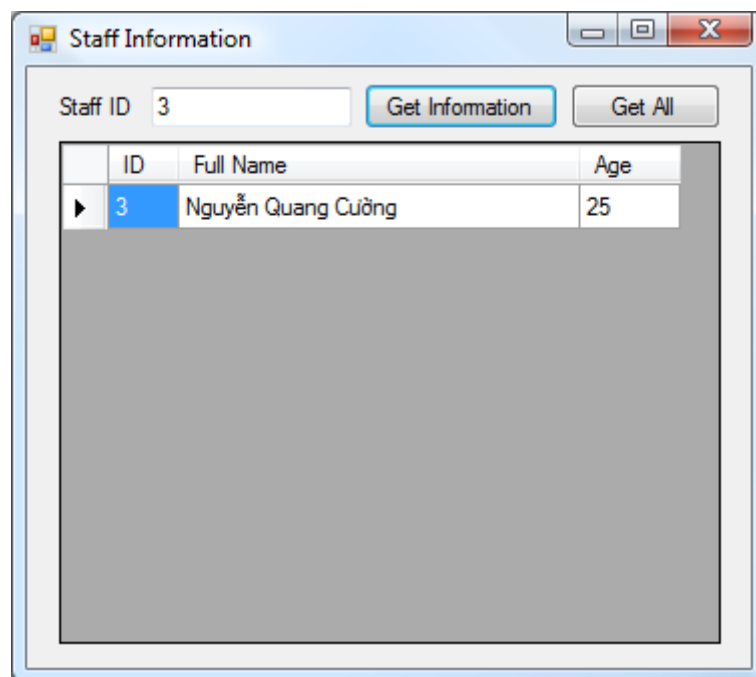 Staff Information
Staff ID 3 Get Information Get All
ID Full Name Age
3 Nguyễn Quang Cường 25